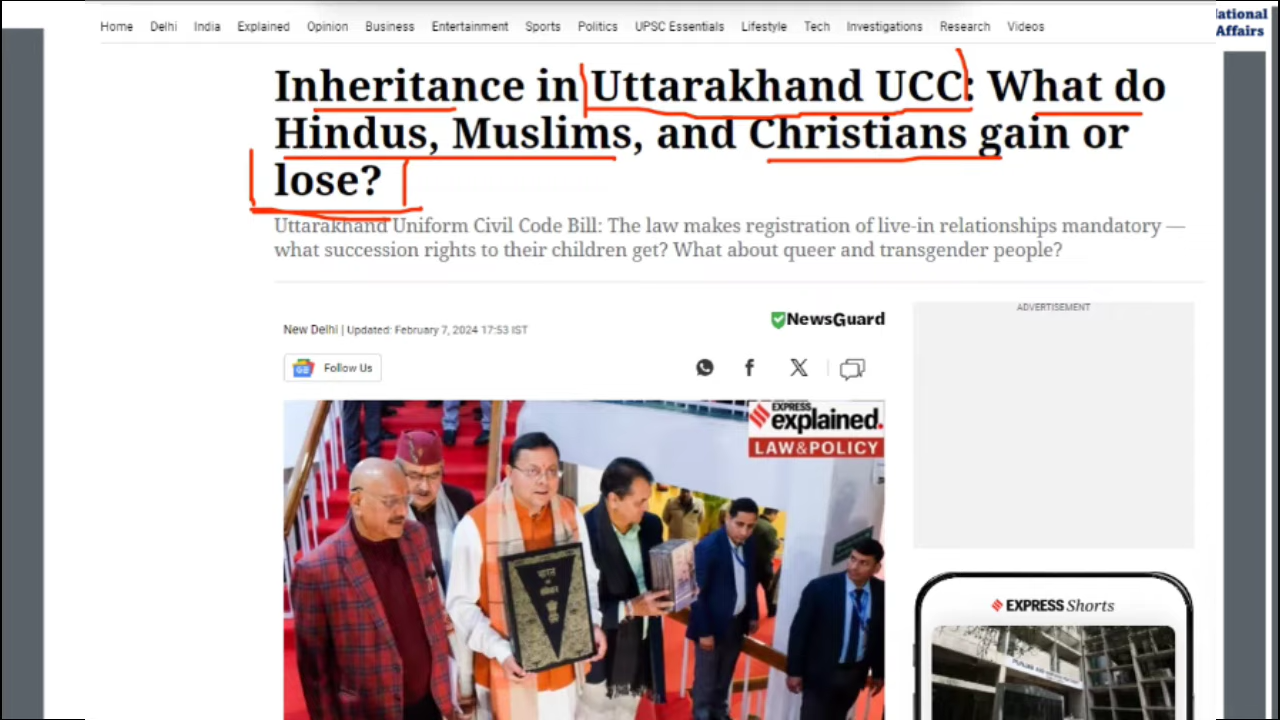 Home Delhi India Explained Opinion Business Entertainment Sports Politics UPSC Essentials Lifestyle Tech Investigations Research Videos
ational
Affairs
Inheritance in Uttarakhand UCC: What do
Hindus, Muslims, and Christians gain or
lose?
Uttarakhand Uniform Civil Code Bill: The law makes registration of live-in relationships mandatory —
what succession rights to their children get? What about queer and transgender people?
New Delhi | Updated: February 7, 2024 17:53 IST
NewsGuard
ADVERTISEMENT
Follow Us
EXPRESS
explained.
LAW & POLICY
भारत
का
संविधान
EXPRESS Shorts